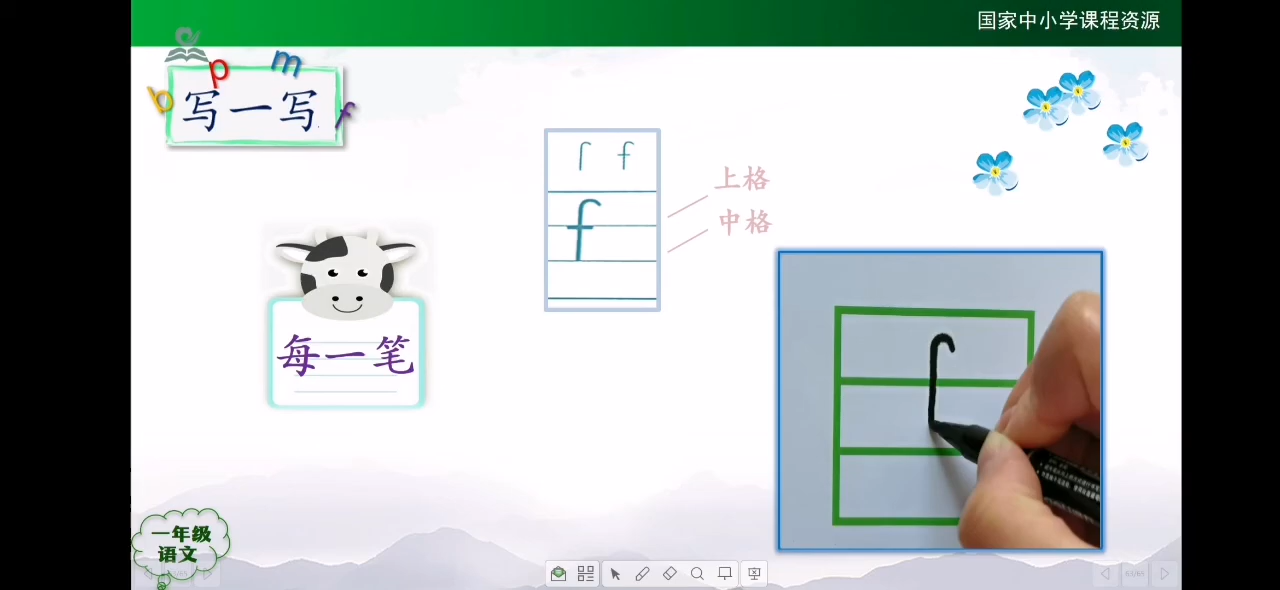 国家中小学课程资源
b p m f
写一写
f
f
上格
中格
每一笔
一年级
语文